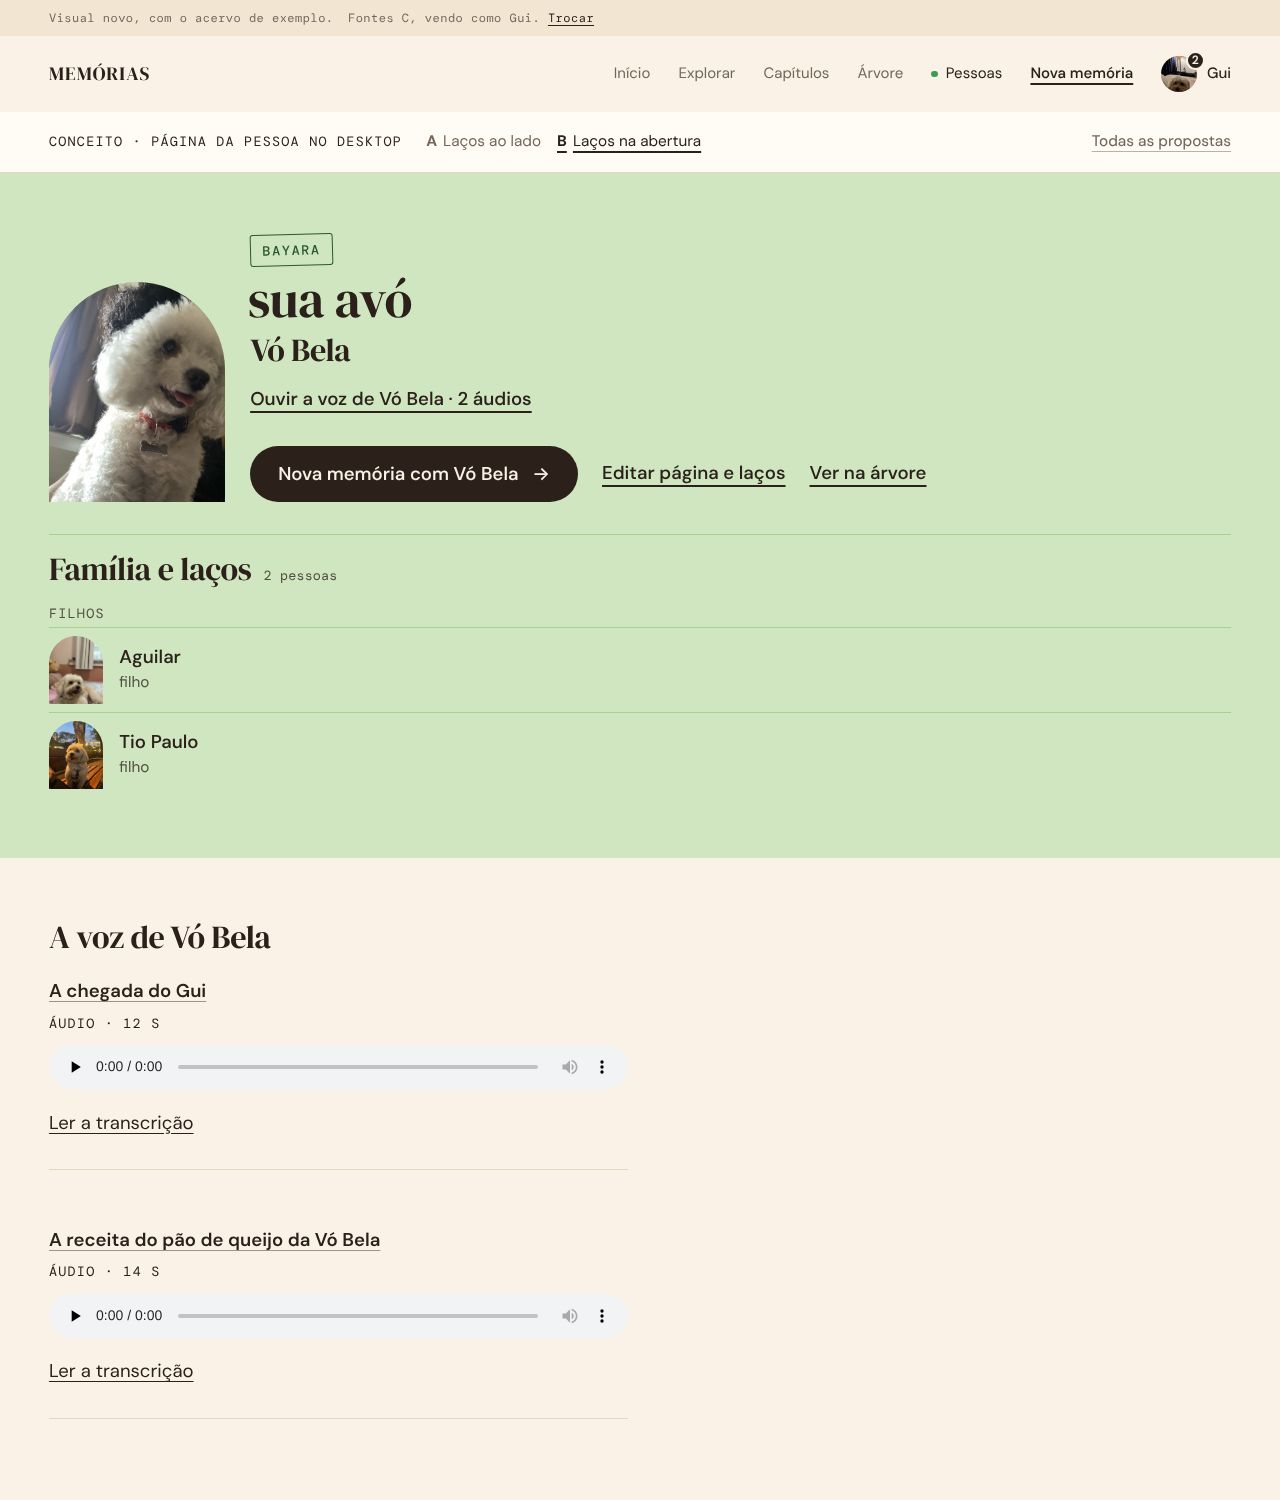 Visual novo, com o acervo de exemplo. Fontes C, vendo como Gui. Trocar
MEMÓRIAS
Início Explorar Capítulos Árvore Pessoas Nova memória 2 Gui
CONCEITO · PÁGINA DA PESSOA NO DESKTOP A Laços ao lado B Laços na abertura Todas as propostas
BAYARA
sua avó
Vó Bela
Ouvir a voz de Vó Bela · 2 áudios
Nova memória com Vó Bela → Editar página e laços Ver na árvore
Família e laços 2 pessoas
FILHOS
Aguilar
filho
Tio Paulo
filho
A voz de Vó Bela
A chegada do Gui
ÁUDIO · 12 S
0:00 / 0:00
Ler a transcrição
A receita do pão de queijo da Vó Bela
ÁUDIO · 14 S
0:00 / 0:00
Ler a transcrição